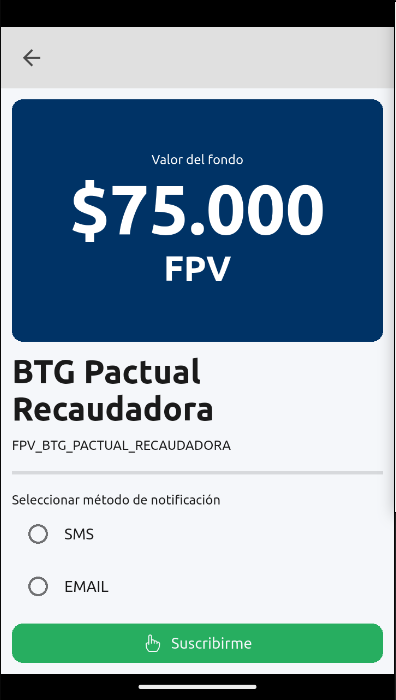 Valor del fondo
$75.000
FPV
BTG Pactual
Recaudadora
FPV_BTG_PACTUAL_RECAUDADORA
Seleccionar método de notificación
SMS
EMAIL
Suscribirme